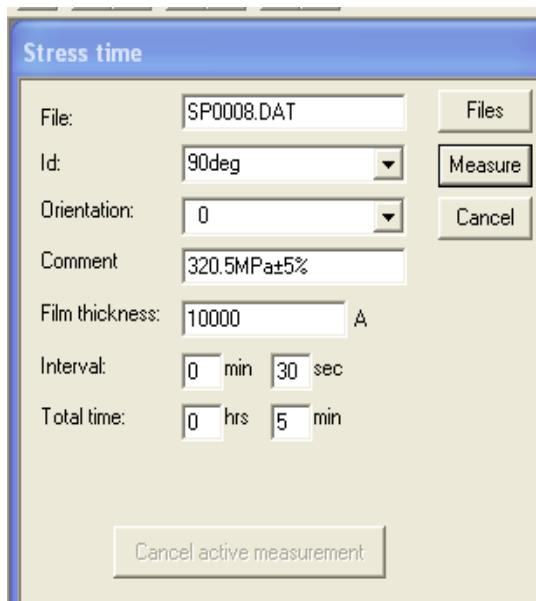 Stress time
File: SP0008.DAT Files
Id: 90deg Measure
Orientation: 0 Cancel
Comment 320.5MPa±5%
Film thickness: 10000 A
Interval: 0 min 30 sec
Total time: 0 hrs 5 min
Cancel active measurement